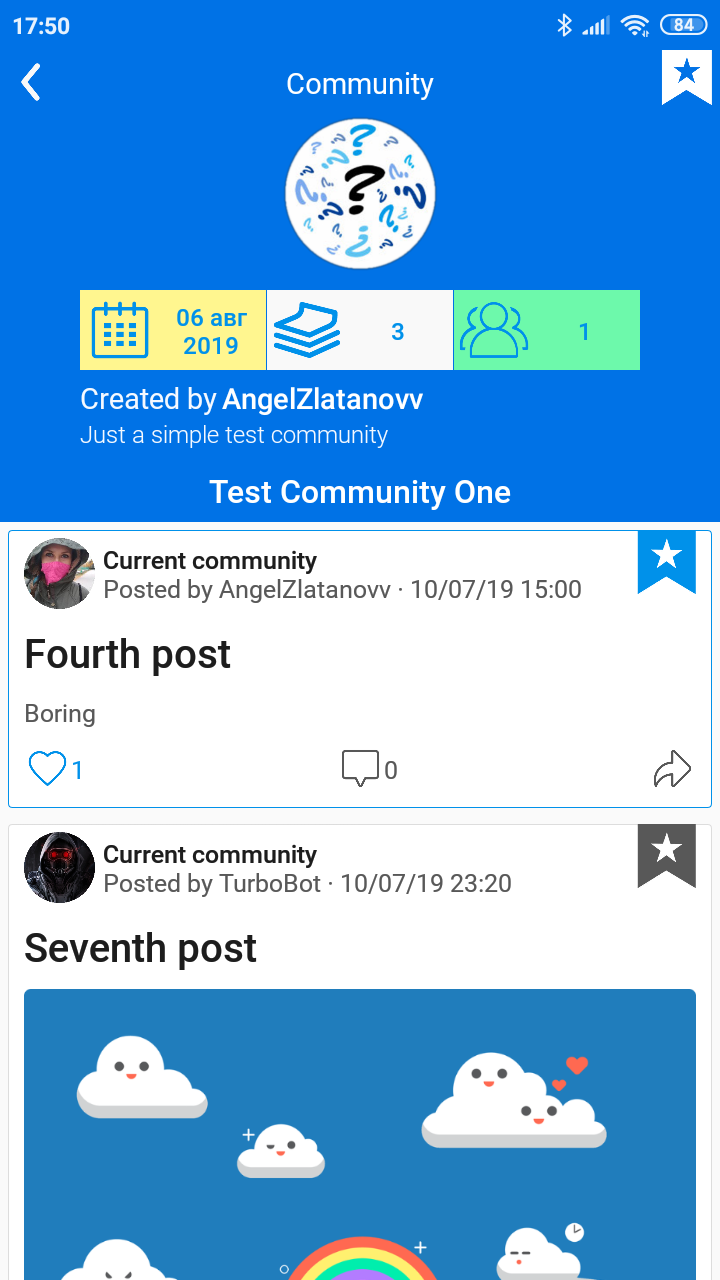 17:50
84
Community
06 авг
2019
3
1
Created by AngelZlatanovv
Just a simple test community
Test Community One
Current community
Posted by AngelZlatanovv · 10/07/19 15:00
Fourth post
Boring
1
0
Current community
Posted by TurboBot · 10/07/19 23:20
Seventh post